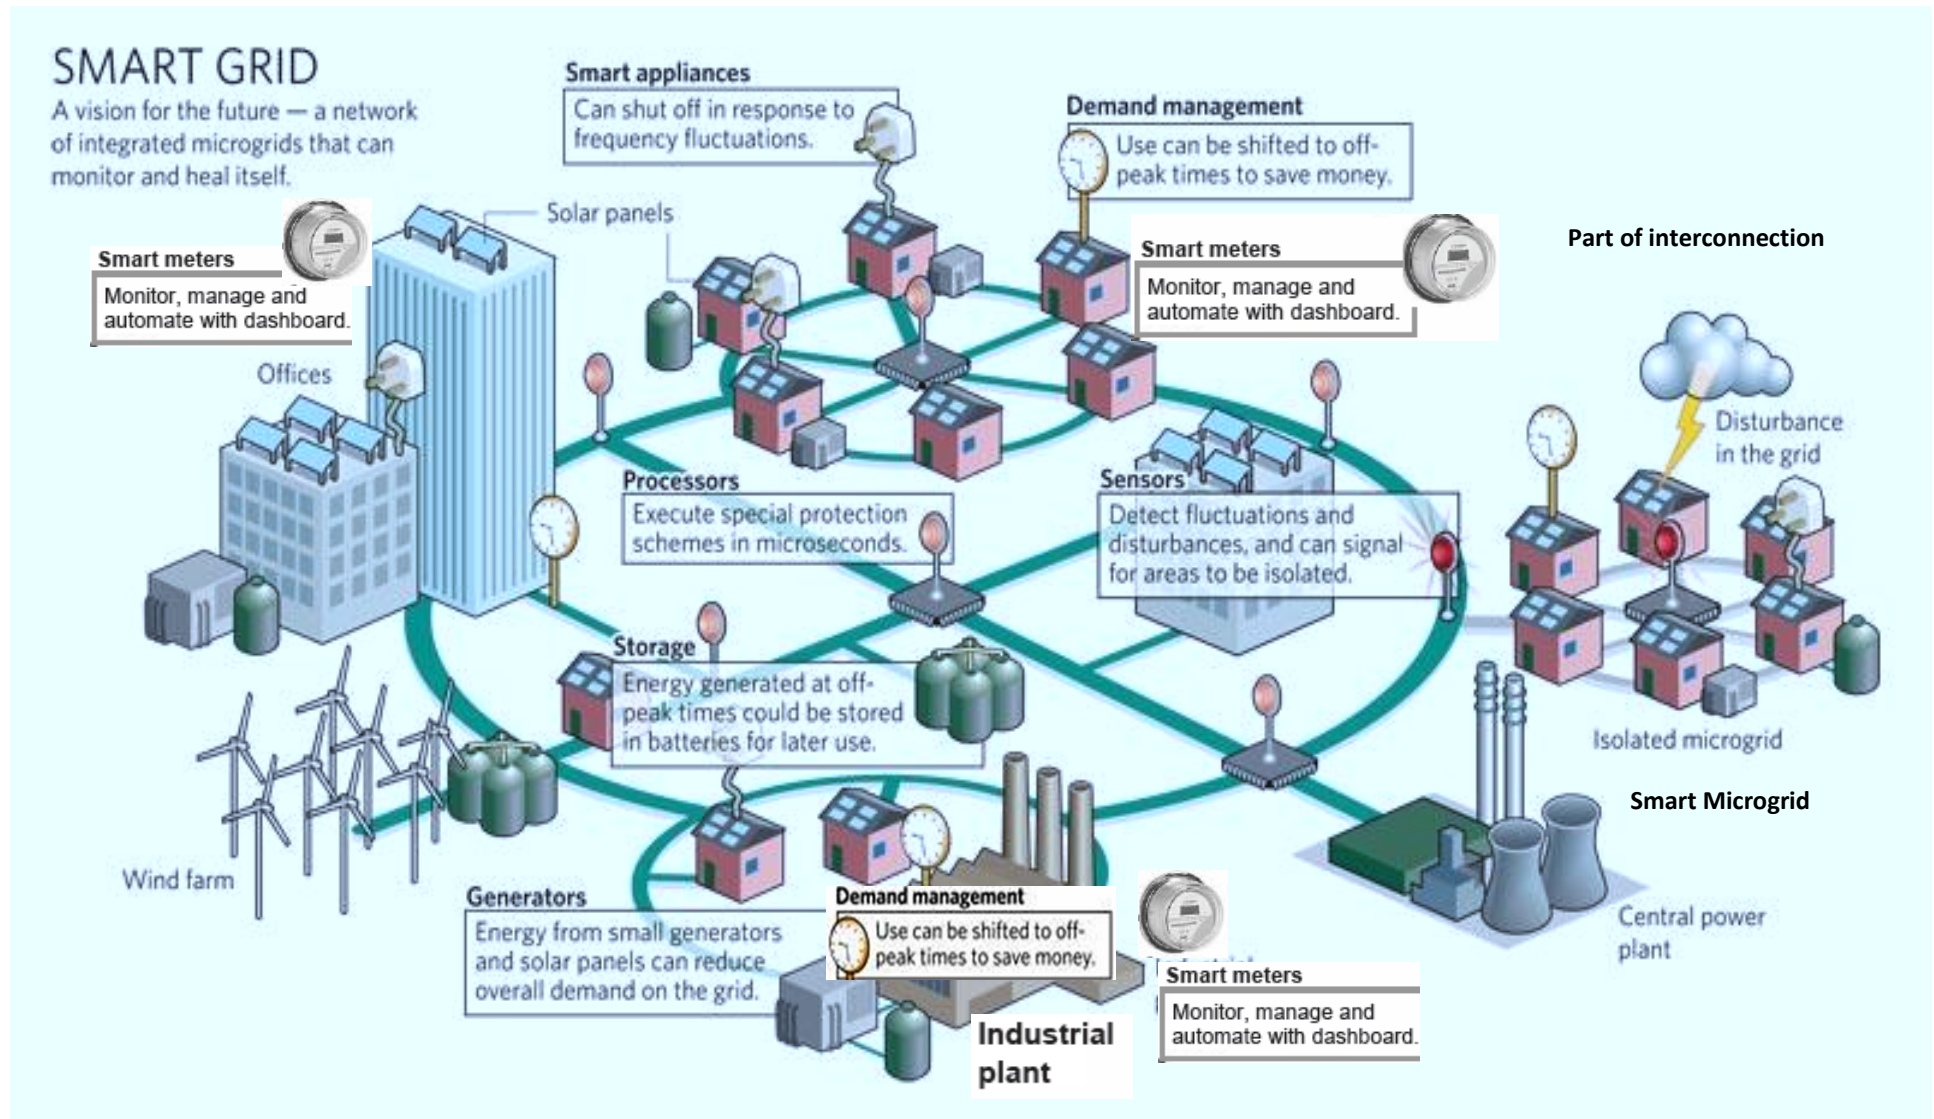 SMART GRID
A vision for the future — a network
of integrated microgrids that can
monitor and heal itself.
Smart appliances
Can shut off in response to
frequency fluctuations.
Demand management
Use can be shifted to off-
peak times to save money.
Solar panels
Smart meters
Monitor, manage and
automate with dashboard.
Smart meters
Monitor, manage and
automate with dashboard.
Part of interconnection
Offices
Disturbance
in the grid
Processors
Execute special protection
schemes in microseconds.
Sensors
Detect fluctuations and
disturbances, and can signal
for areas to be isolated.
Storage
Energy generated at off-
peak times could be stored
in batteries for later use.
Isolated microgrid
Smart Microgrid
Wind farm
Generators
Energy from small generators
and solar panels can reduce
overall demand on the grid.
Demand management
Use can be shifted to off-
peak times to save money.
Central power
plant
Smart meters
Monitor, manage and
automate with dashboard.
Industrial
plant